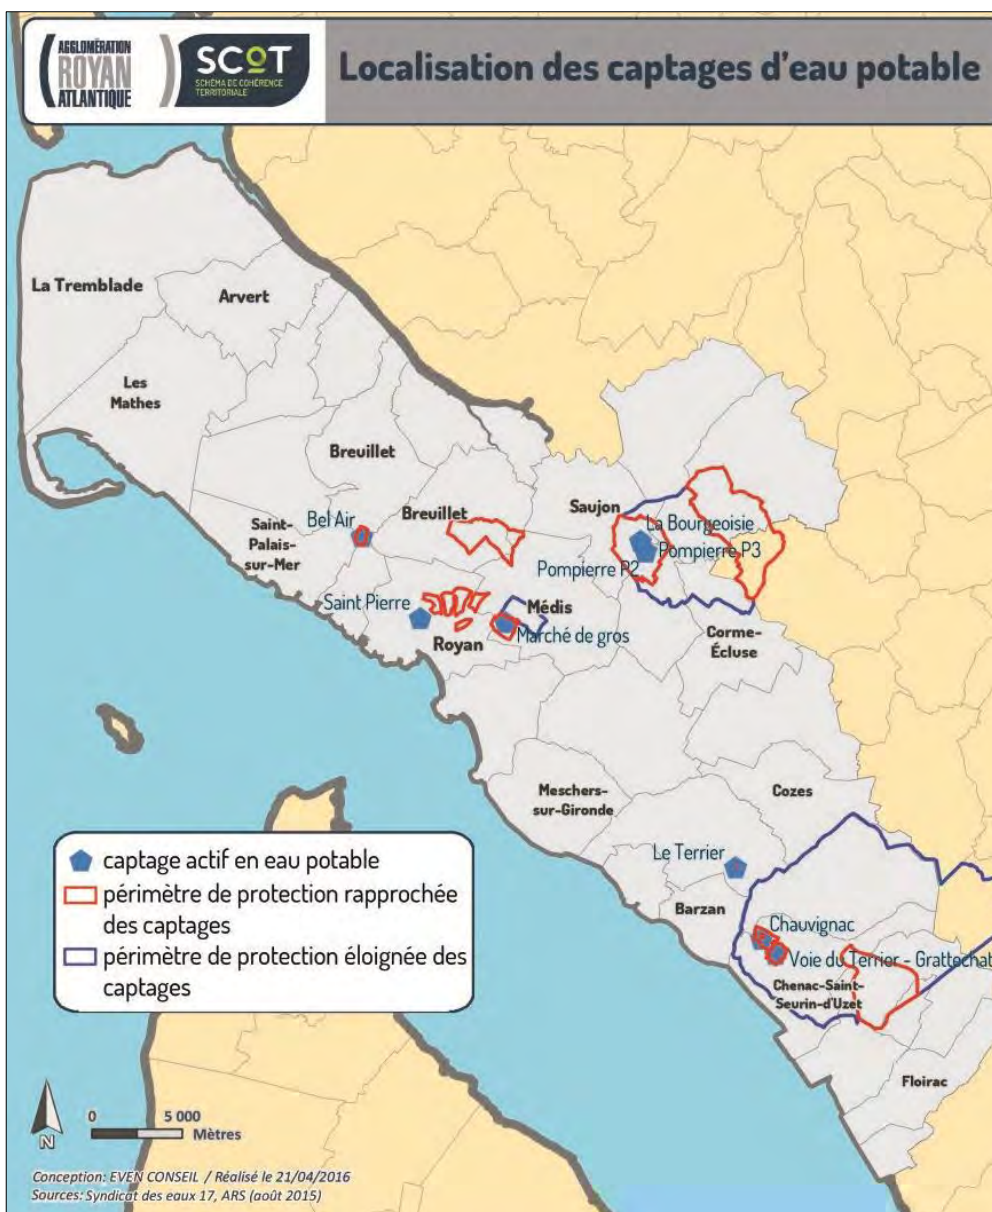 AGGLOMÉRATION
ROYAN
ATLANTIQUE
SCOT
SCHÉMA DE COHÉRENCE
TERRITORIALE
Localisation des captages d'eau potable
La Tremblade
Arvert
Les
Mathes
Breuillet
Breuillet
Saujon
La Bourgeoisie
Bel Air
Saint-
Palais-
sur-Mer
Pompierre P3
Pompierre P2
Saint Pierre
Médis
Marché de gros
Royan
Corme-
Écluse
Meschers-
sur-Gironde
Cozes
Le Terrier
Barzan
Chauvignac
Voie du Terrier - Grattechat
Chenac-Saint-
Seurin-d'Uzet
Floirac
captage actif en eau potable
périmètre de protection rapprochée
des captages
périmètre de protection éloignée des
captages
N
0 5 000
Mètres
Conception: EVEN CONSEIL / Réalisé le 21/04/2016
Sources: Syndicat des eaux 17, ARS (août 2015)